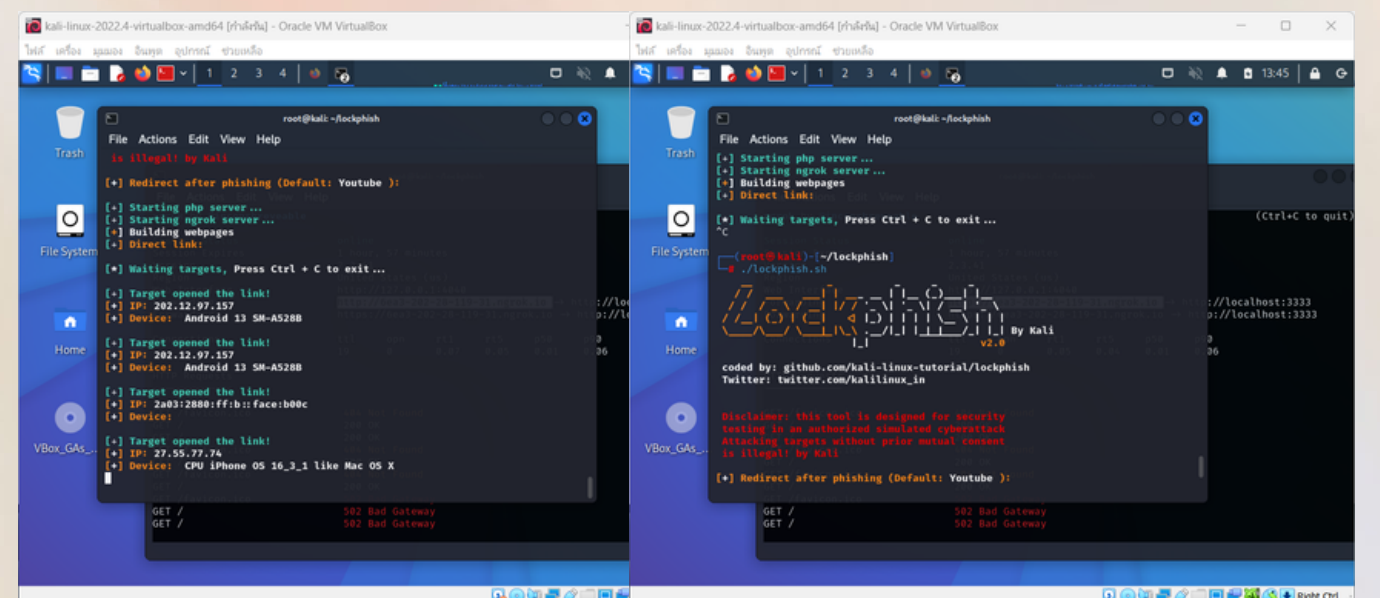 kali-linux-2022.4-virtualbox-amd64 [กำลังรัน] - Oracle VM VirtualBox
ไฟล์ เครื่อง มุมมอง อินพุต อุปกรณ์ ช่วยเหลือ
1 2 3 4
Trash
File System
Home
VBox_GAs_...
root@kali: ~/lockphish
File Actions Edit View Help
is illegal! by Kali
[+] Redirect after phishing (Default: Youtube ):
[+] Starting php server ...
[+] Starting ngrok server ...
[+] Building webpages
[+] Direct link:
[*] Waiting targets, Press Ctrl + C to exit ...
[+] Target opened the link!
[+] IP: 202.12.97.157
[+] Device: Android 13 SM-A528B
[+] Target opened the link!
[+] IP: 202.12.97.157
[+] Device: Android 13 SM-A528B
[+] Target opened the link!
[+] IP: 2a03:2880:ff:b::face:b00c
[+] Device:
[+] Target opened the link!
[+] IP: 27.55.77.74
[+] Device: CPU iPhone OS 16_3_1 like Mac OS X
GET / 502 Bad Gateway
GET / 502 Bad Gateway
kali-linux-2022.4-virtualbox-amd64 [กำลังรัน] - Oracle VM VirtualBox
ไฟล์ เครื่อง มุมมอง อินพุต อุปกรณ์ ช่วยเหลือ
1 2 3 4 13:45
Trash
File System
Home
VBox_GAs_...
root@kali: ~/lockphish
File Actions Edit View Help
[+] Starting php server ...
[+] Starting ngrok server ...
[+] Building webpages
[+] Direct link:
[*] Waiting targets, Press Ctrl + C to exit ...
^C
(root㉿kali)-[~/lockphish]
# ./lockphish.sh
Lockphish By Kali
v2.0
coded by: github.com/kali-linux-tutorial/lockphish
Twitter: twitter.com/kalilinux_in
Disclaimer: this tool is designed for security
testing in an authorized simulated cyberattack
Attacking targets without prior mutual consent
is illegal! by Kali
[+] Redirect after phishing (Default: Youtube ):
(Ctrl+C to quit)
://localhost:3333
p://localhost:3333
GET / 502 Bad Gateway
GET / 502 Bad Gateway
Right Ctrl